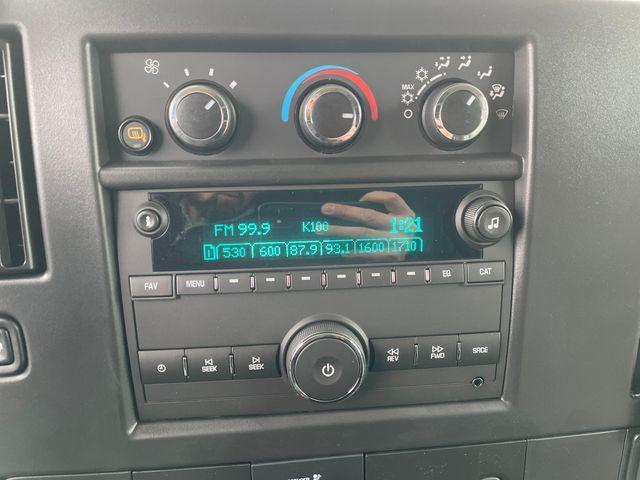 MAX
FM 99.9 K100 1:21
1 530 600 87.9 93.1 1600 1710
FAV MENU EQ CAT
SEEK SEEK REV FWD SRCE